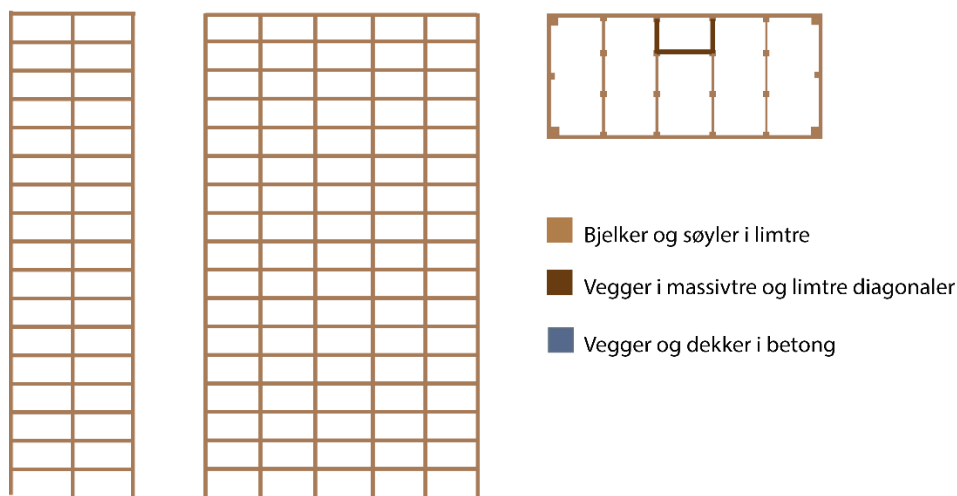 Bjelker og søyler i limtre
Vegger i massivtre og limtre diagonaler
Vegger og dekker i betong